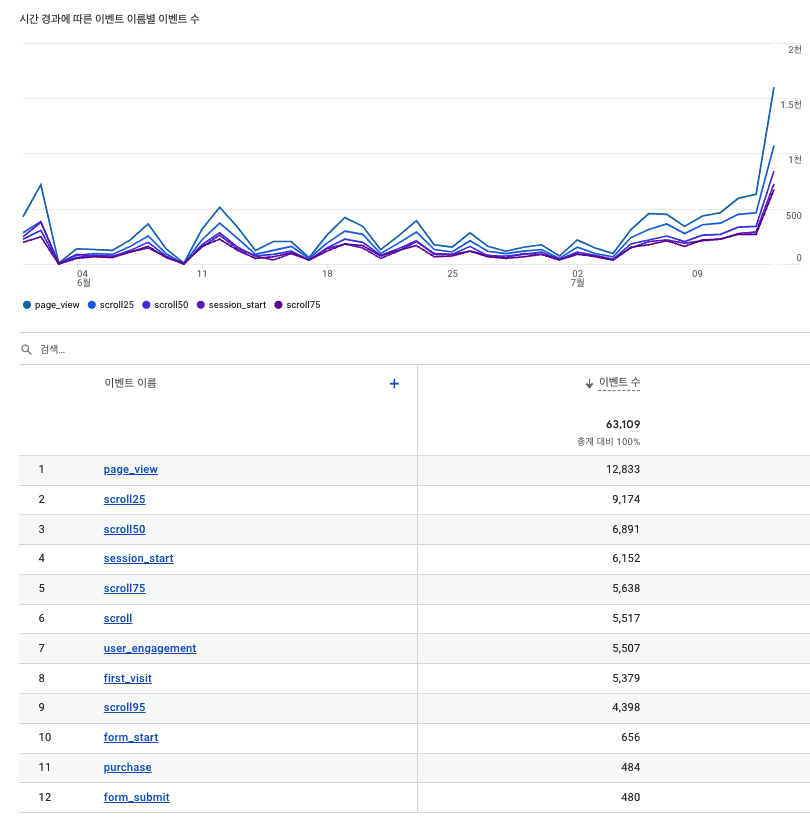 시간 경과에 따른 이벤트 이름별 이벤트 수
2천
1.5천
1천
500
0
04 11 18 25 02 09
6월 7월
page_view scroll25 scroll50 session_start scroll75
검색...
이벤트 이름 + ↓ 이벤트 수
63,109
총계 대비 100%
1 page_view 12,833
2 scroll25 9,174
3 scroll50 6,891
4 session_start 6,152
5 scroll75 5,638
6 scroll 5,517
7 user_engagement 5,507
8 first_visit 5,379
9 scroll95 4,398
10 form_start 656
11 purchase 484
12 form_submit 480